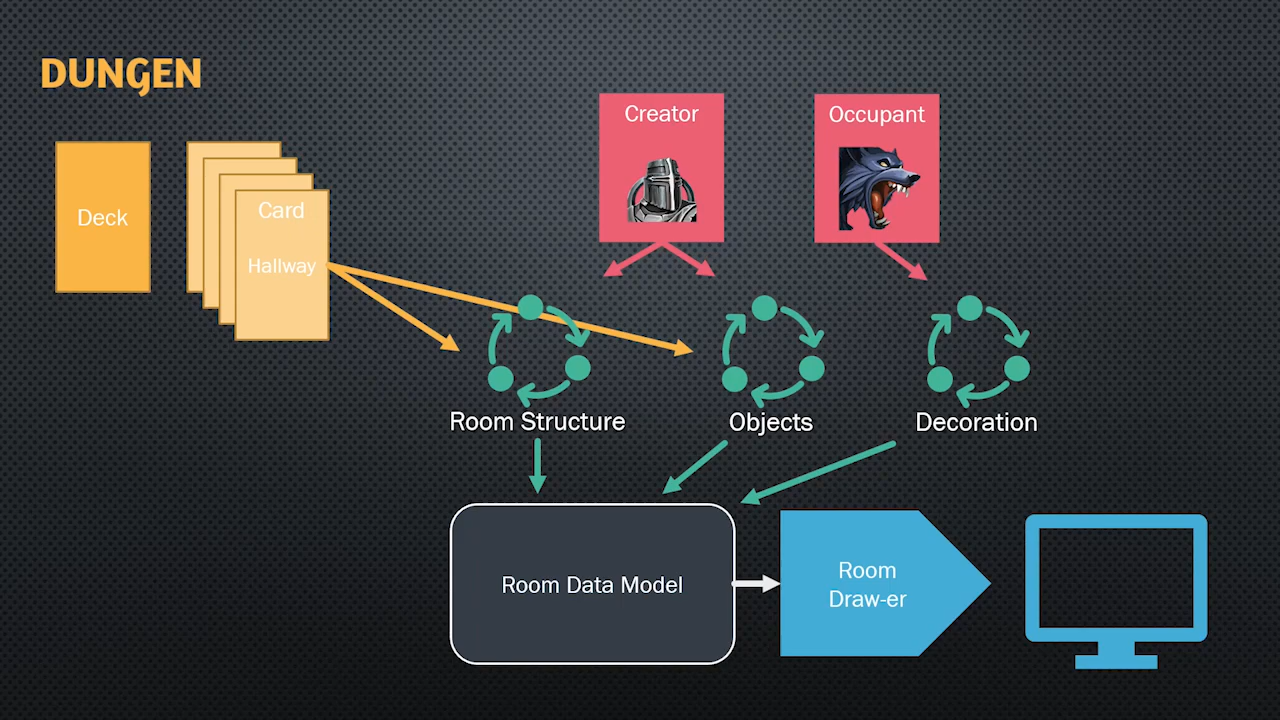 DUNGEN
Deck
Card
Hallway
Creator
Occupant
Room Structure
Objects
Decoration
Room Data Model
Room
Draw-er